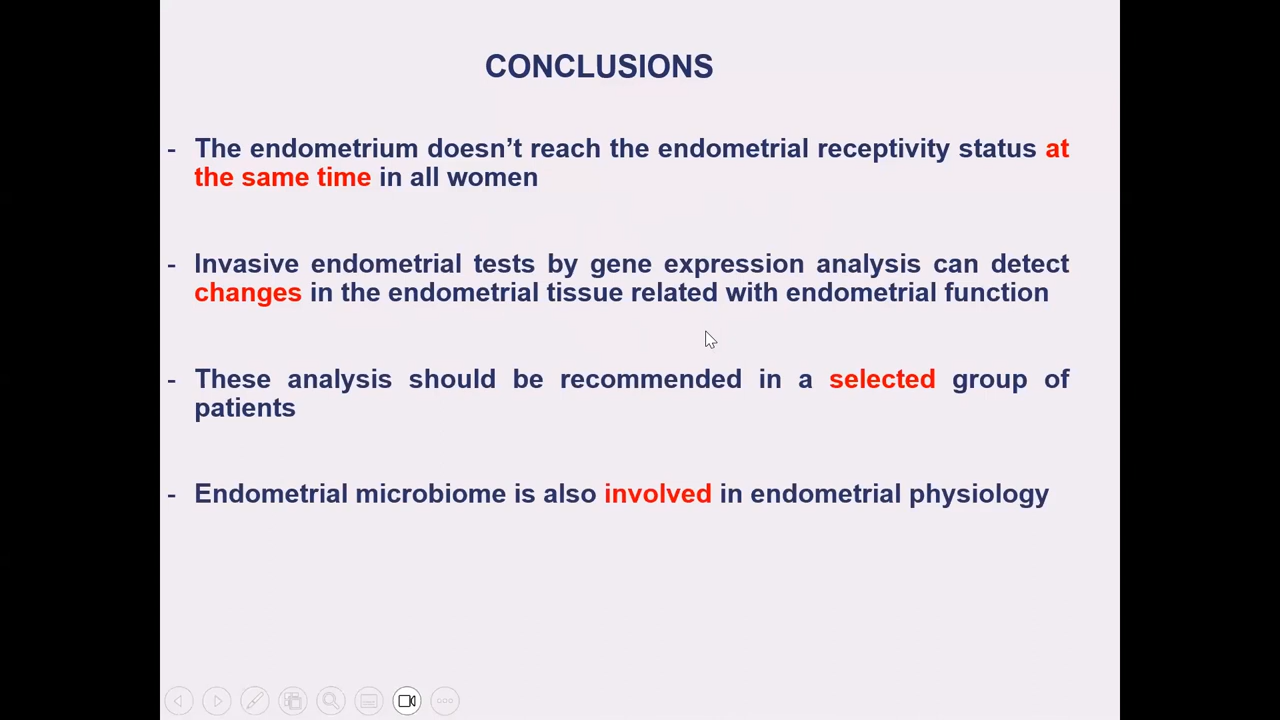 CONCLUSIONS
- The endometrium doesn’t reach the endometrial receptivity status at
the same time in all women
- Invasive endometrial tests by gene expression analysis can detect
changes in the endometrial tissue related with endometrial function
- These analysis should be recommended in a selected group of
patients
- Endometrial microbiome is also involved in endometrial physiology